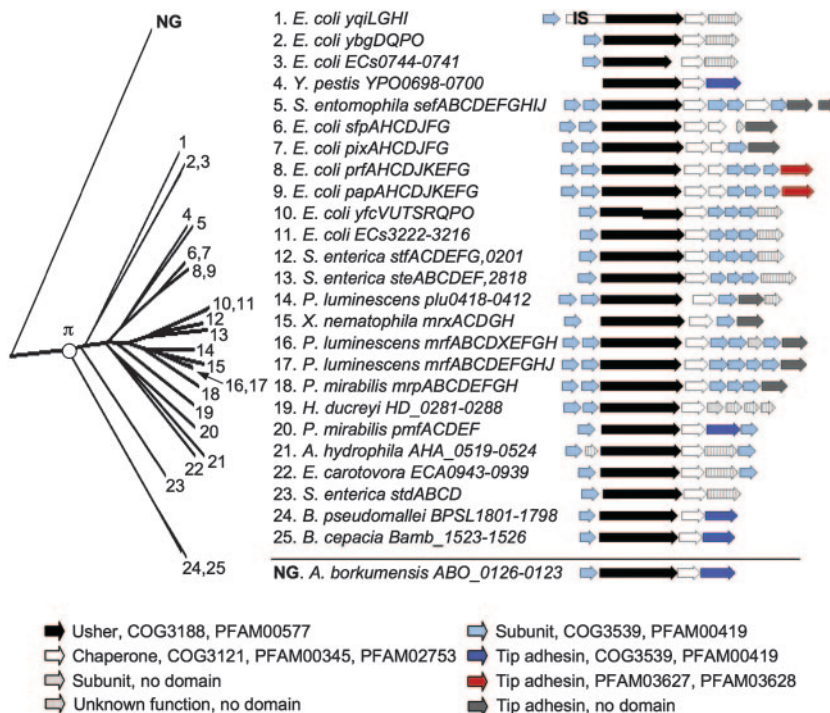 NG
1
2,3
4
5
6,7
8,9
10,11
12
13
14
15
16,17
18
19
20
21
22
23
24,25
π
1. E. coli yqiLGHI
IS
2. E. coli ybgDQPO
3. E. coli ECs0744-0741
4. Y. pestis YPO0698-0700
5. S. entomophila sefABCDEFGHIJ
6. E. coli sfpAHCDJFG
7. E. coli pixAHCDJFG
8. E. coli prfAHCDJKEFG
9. E. coli papAHCDJKEFG
10. E. coli yfcVUTSRQPO
11. E. coli ECs3222-3216
12. S. enterica stfACDEFG,0201
13. S. enterica steABCDEF,2818
14. P. luminescens plu0418-0412
15. X. nematophila mrxACDGH
16. P. luminescens mrfABCDXEFGH
17. P. luminescens mrfABCDEFGHJ
18. P. mirabilis mrpABCDEFGH
19. H. ducreyi HD_0281-0288
20. P. mirabilis pmfACDEF
21. A. hydrophila AHA_0519-0524
22. E. carotovora ECA0943-0939
23. S. enterica stdABCD
24. B. pseudomallei BPSL1801-1798
25. B. cepacia Bamb_1523-1526
NG. A. borkumensis ABO_0126-0123
Usher, COG3188, PFAM00577
Chaperone, COG3121, PFAM00345, PFAM02753
Subunit, no domain
Unknown function, no domain
Subunit, COG3539, PFAM00419
Tip adhesin, COG3539, PFAM00419
Tip adhesin, PFAM03627, PFAM03628
Tip adhesin, no domain